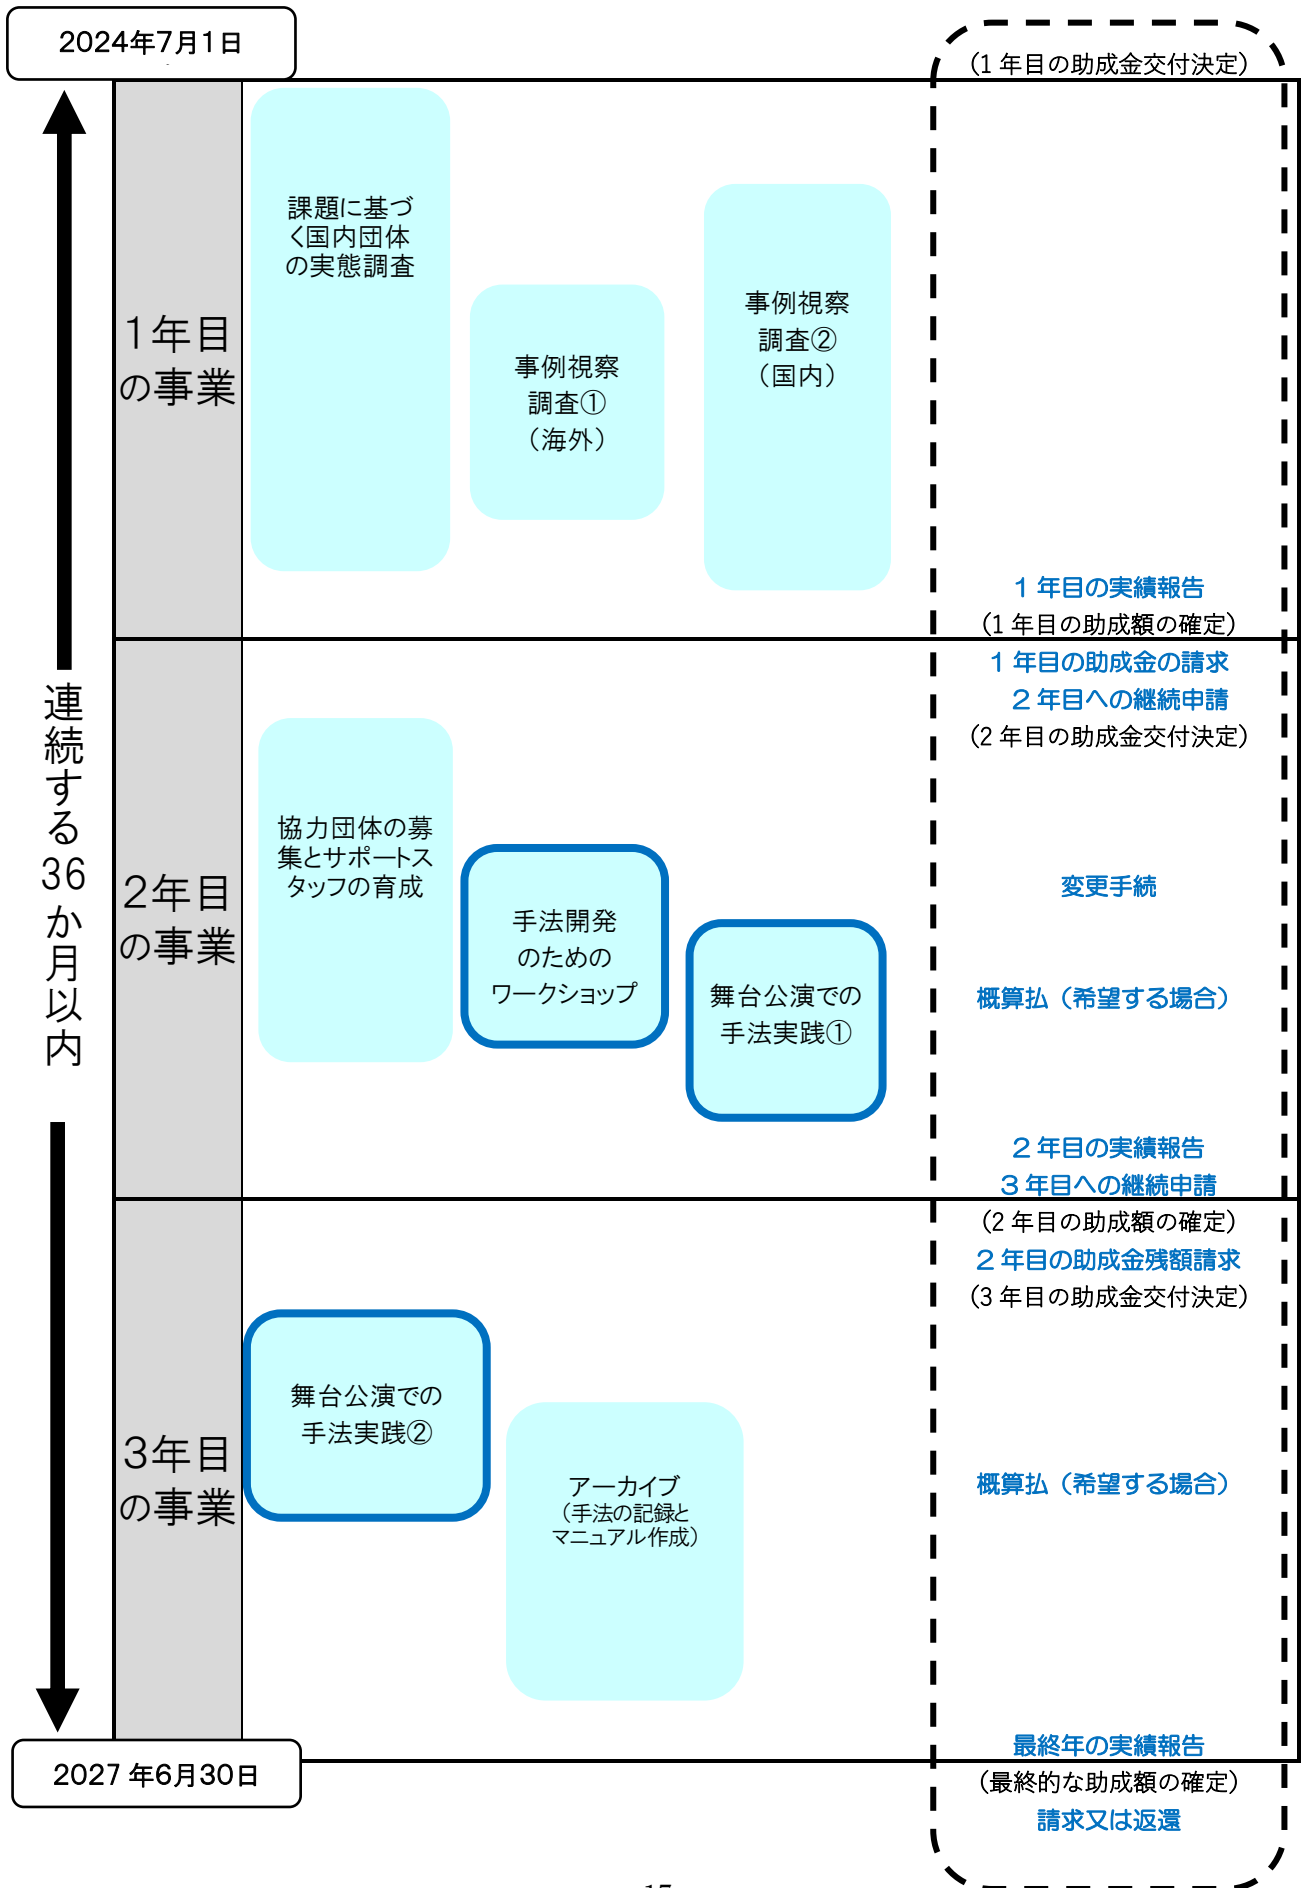 2024年7月1日
(1年目の助成金交付決定)
課題に基づ
く国内団体
の実態調査
事例視察
調査①
（海外）
事例視察
調査②
（国内）
1年目
の事業
1年目の実績報告
(1年目の助成額の確定)
1年目の助成金の請求
2年目への継続申請
(2年目の助成金交付決定)
連続する36か月以内
協力団体の募
集とサポートス
タッフの育成
手法開発
のための
ワークショップ
舞台公演での
手法実践①
2年目
の事業
変更手続
概算払（希望する場合）
2年目の実績報告
3年目への継続申請
(2年目の助成額の確定)
2年目の助成金残額請求
(3年目の助成金交付決定)
舞台公演での
手法実践②
アーカイブ
（手法の記録と
マニュアル作成）
3年目
の事業
概算払（希望する場合）
最終年の実績報告
(最終的な助成額の確定)
請求又は返還
2027年6月30日